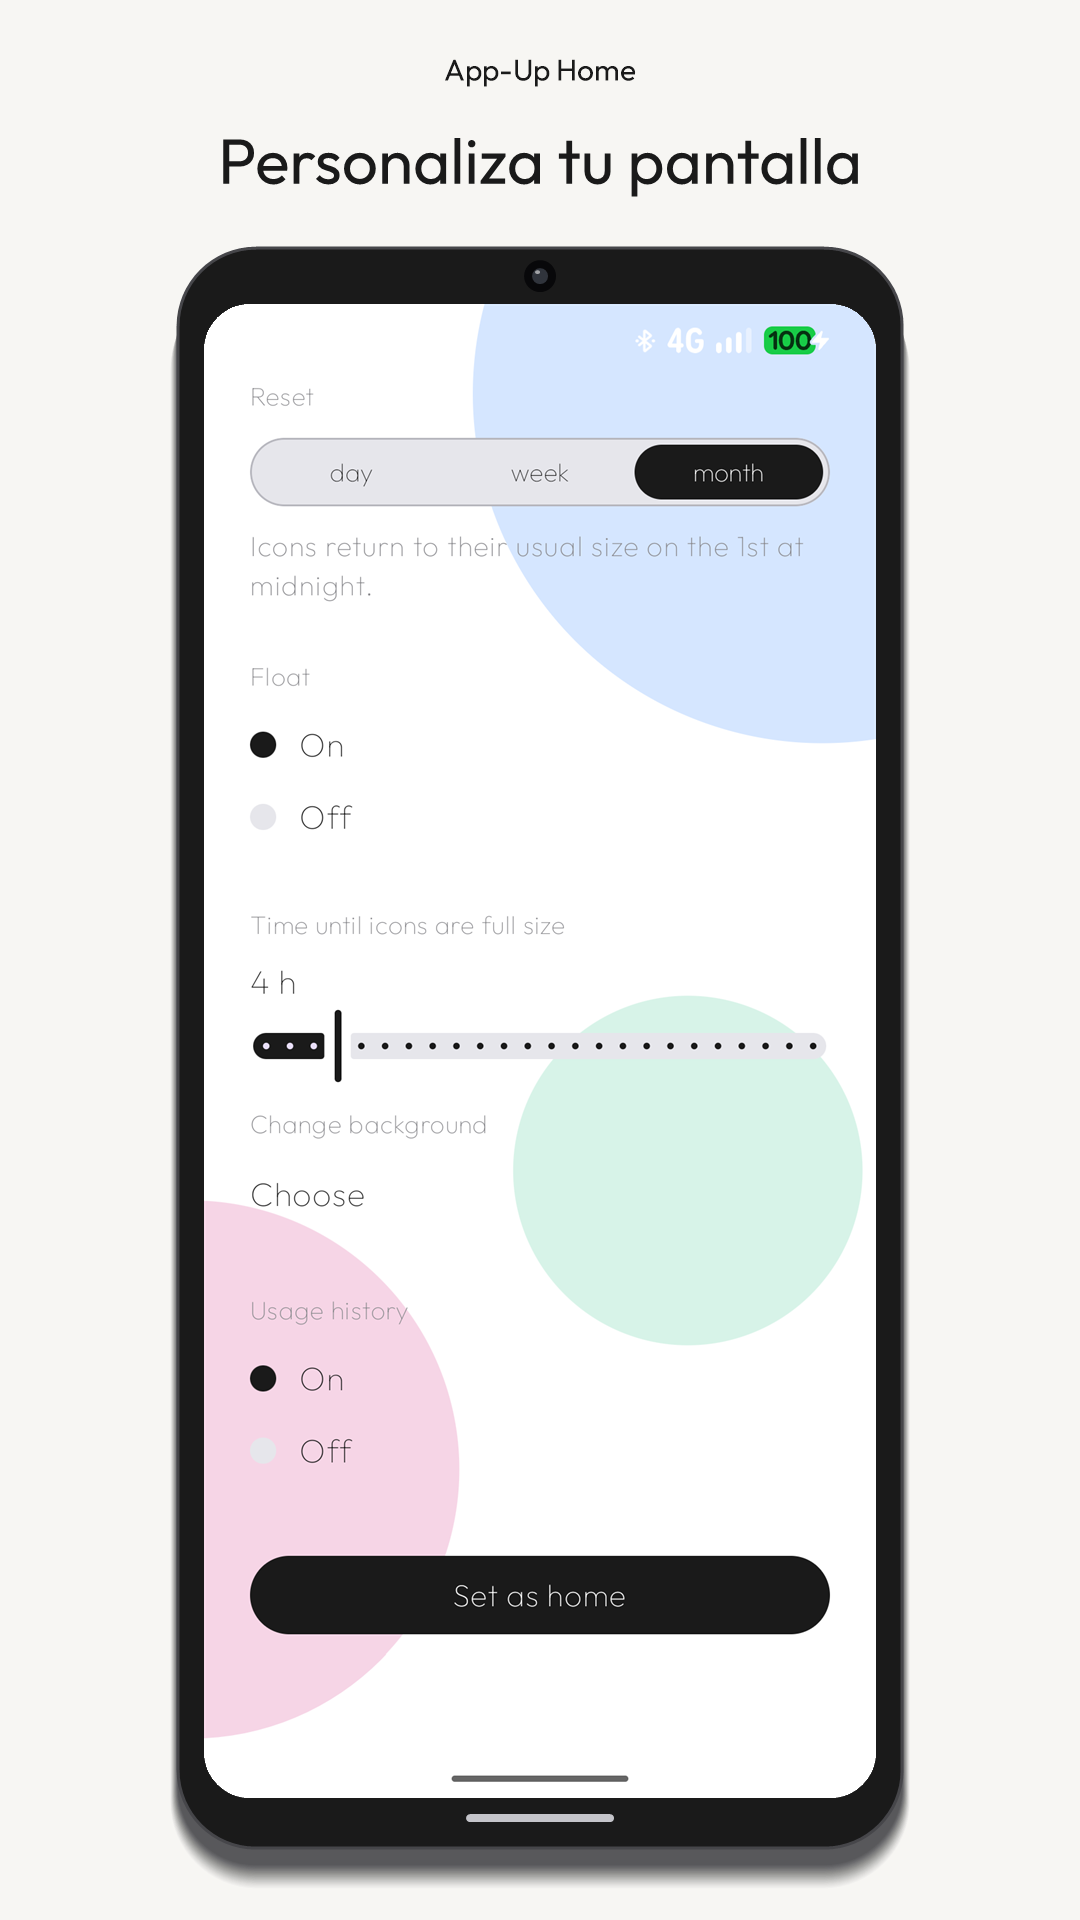 App-Up Home
Personaliza tu pantalla
4G 100
Reset
day week month
Icons return to their usual size on the 1st at
midnight.
Float
On
Off
Time until icons are full size
4 h
Change background
Choose
Usage history
On
Off
Set as home